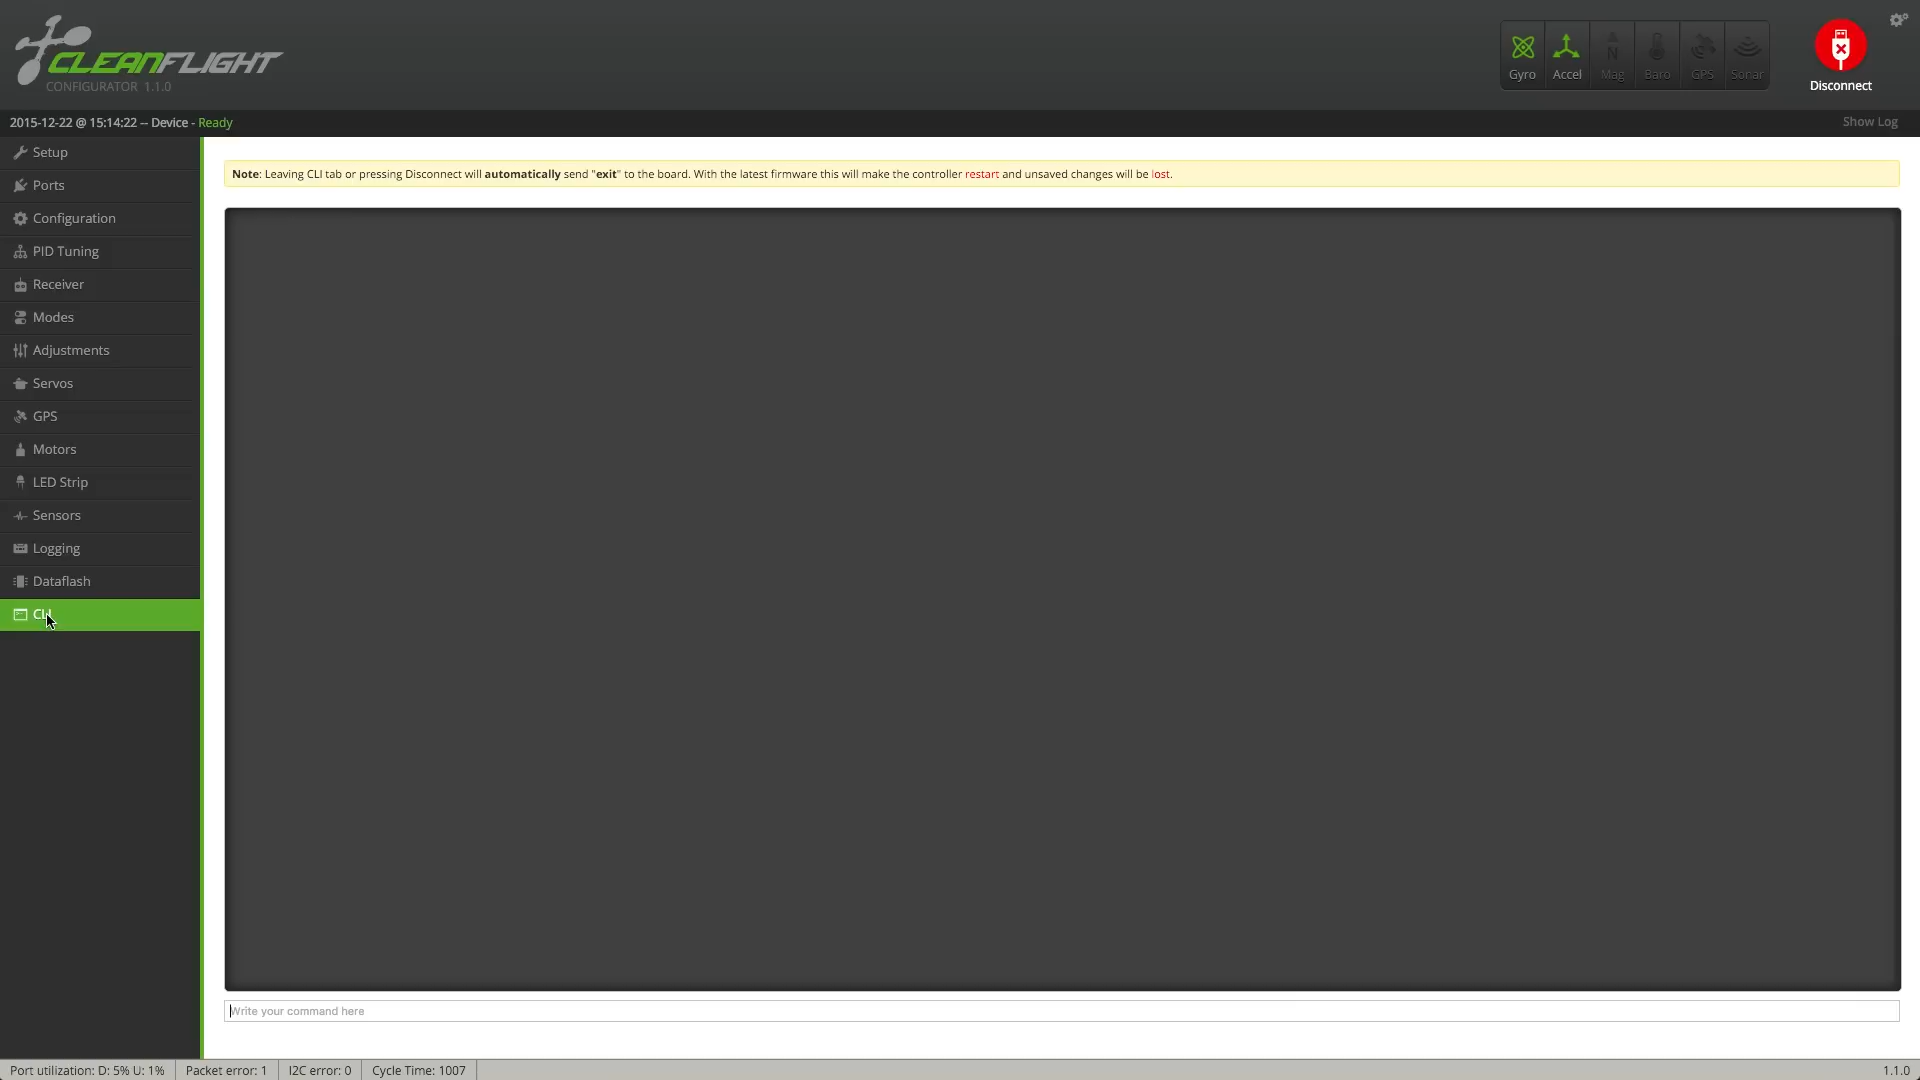 CLEANFLIGHT
CONFIGURATOR 1.1.0
Gyro
Accel
Mag
Baro
GPS
Sonar
Disconnect
2015-12-22 @ 15:14:22 -- Device - Ready
Show Log
Setup
Ports
Configuration
PID Tuning
Receiver
Modes
Adjustments
Servos
GPS
Motors
LED Strip
Sensors
Logging
Dataflash
CLI
Note: Leaving CLI tab or pressing Disconnect will automatically send "exit" to the board. With the latest firmware this will make the controller restart and unsaved changes will be lost.
Write your command here
Port utilization: D: 5% U: 1%
Packet error: 1
I2C error: 0
Cycle Time: 1007
1.1.0